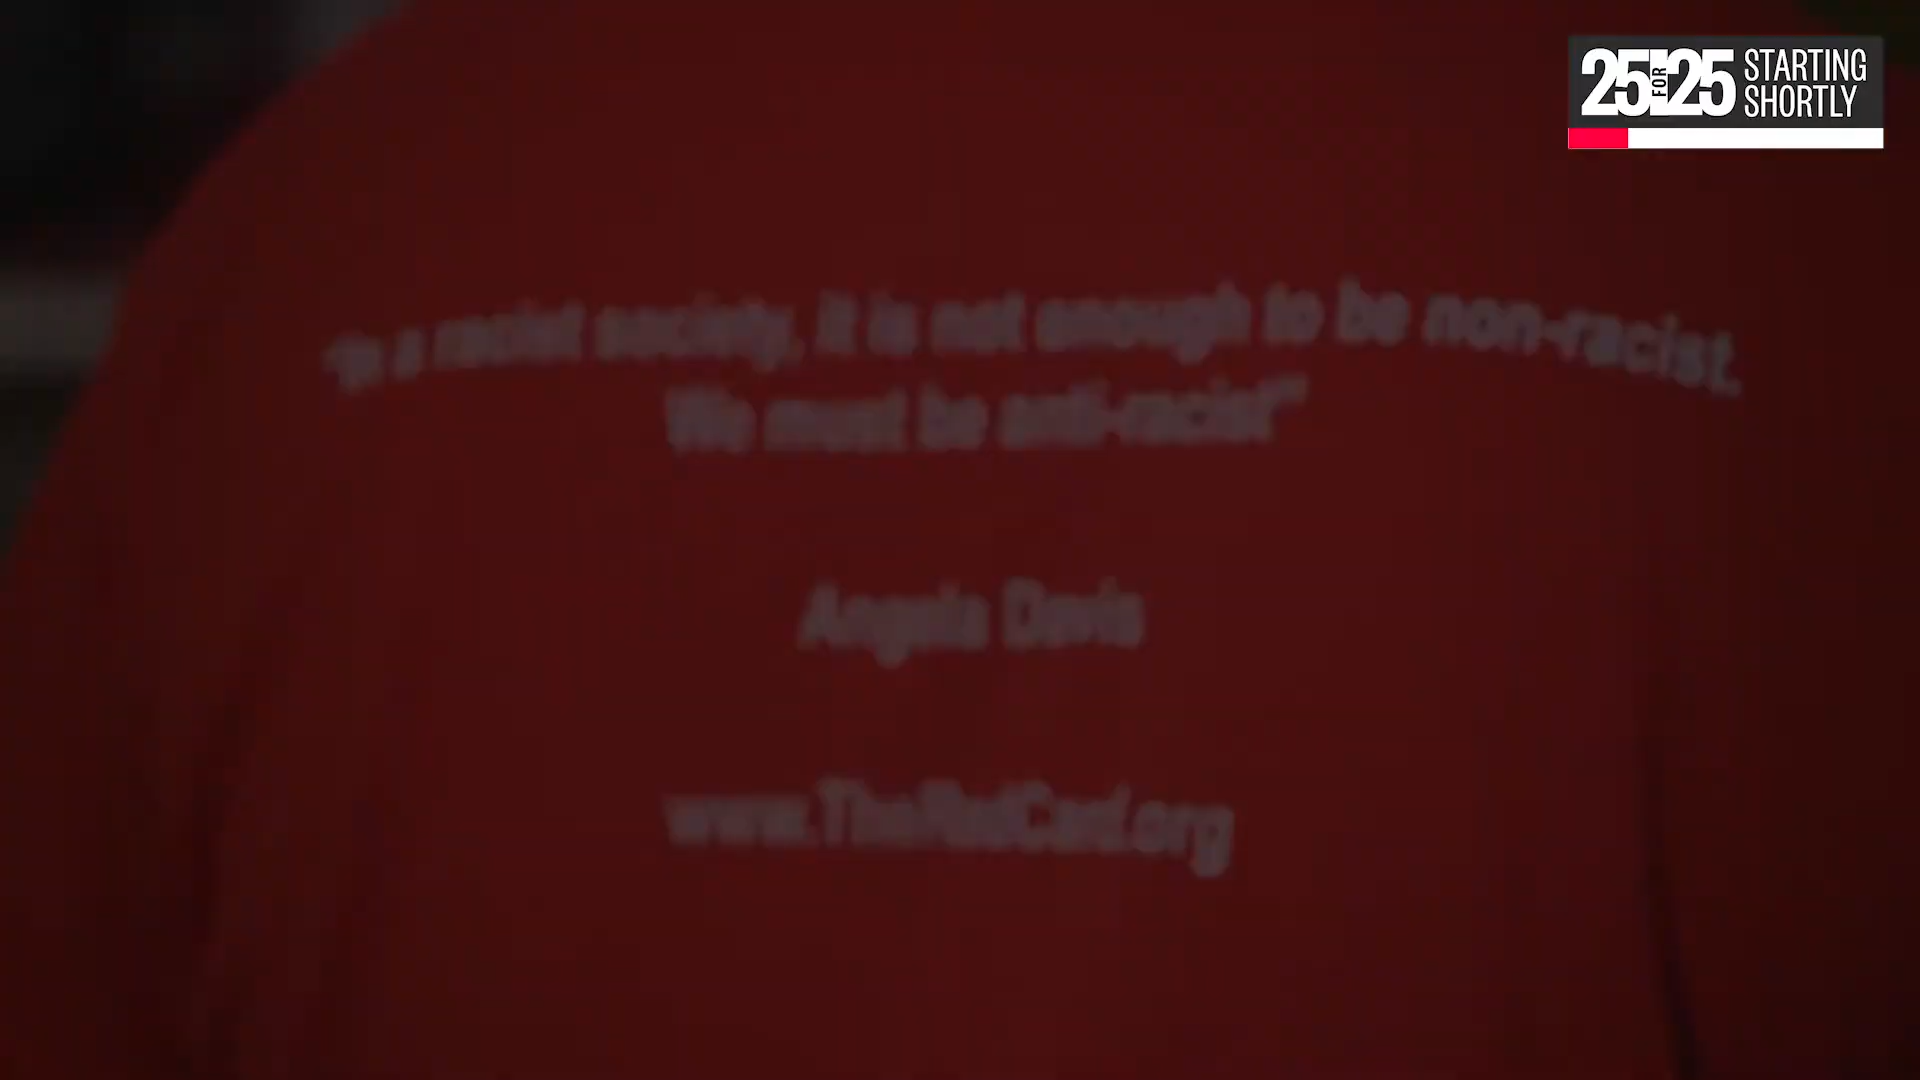 25 FOR 25 STARTING
SHORTLY
"In a racist society, it is not enough to be non-racist.
We must be anti-racist"
Angela Davis
www.TheRedCard.org